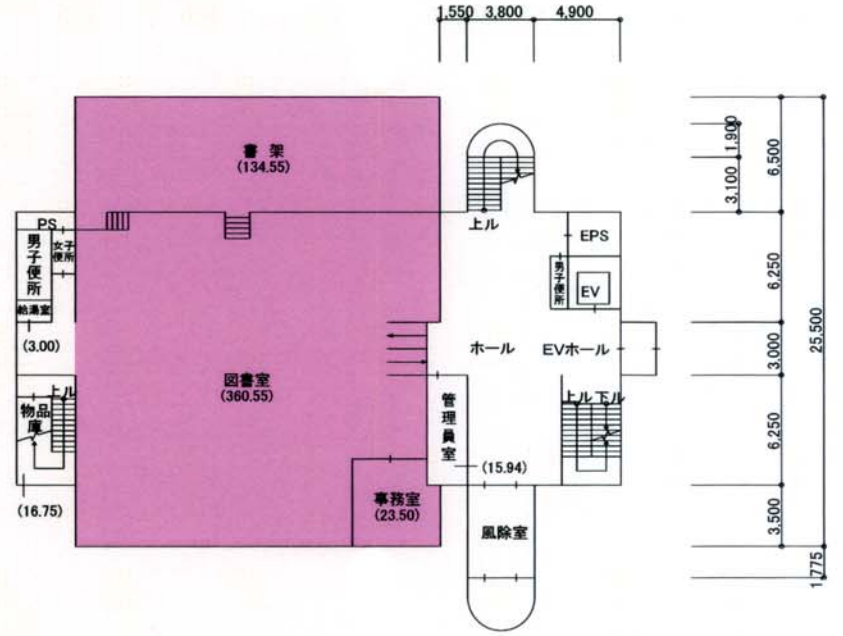 1,550 3,800 4,900
書 架
(134.55)
1,900
3,100
6,500
上ル
PS
男子便所
女子便所
EPS
男子便所
EV
給湯室
6,250
(3.00)
ホール
EVホール
3,000
25,500
図書室
(360.55)
上ル
物品庫
管理員室
上ル 下ル
6,250
(15.94)
事務室
(23.50)
(16.75)
風除室
3,500
1,775